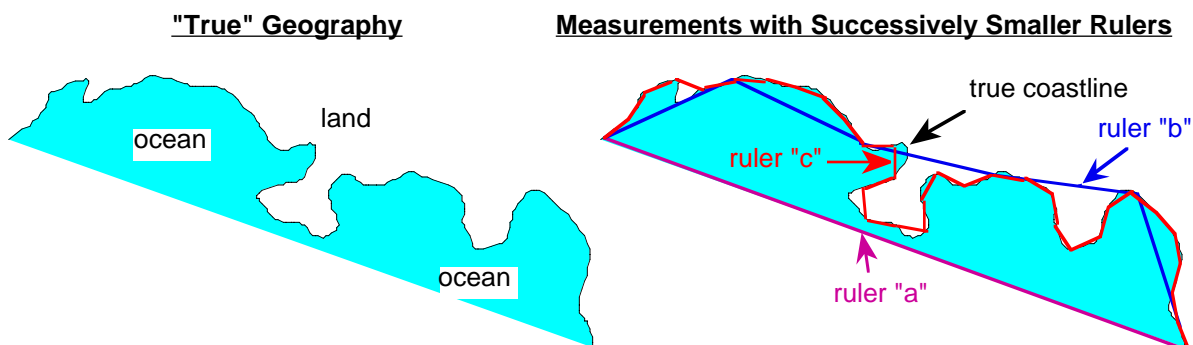 "True" Geography
Measurements with Successively Smaller Rulers
ocean
land
ocean
true coastline
ruler "b"
ruler "c"
ruler "a"